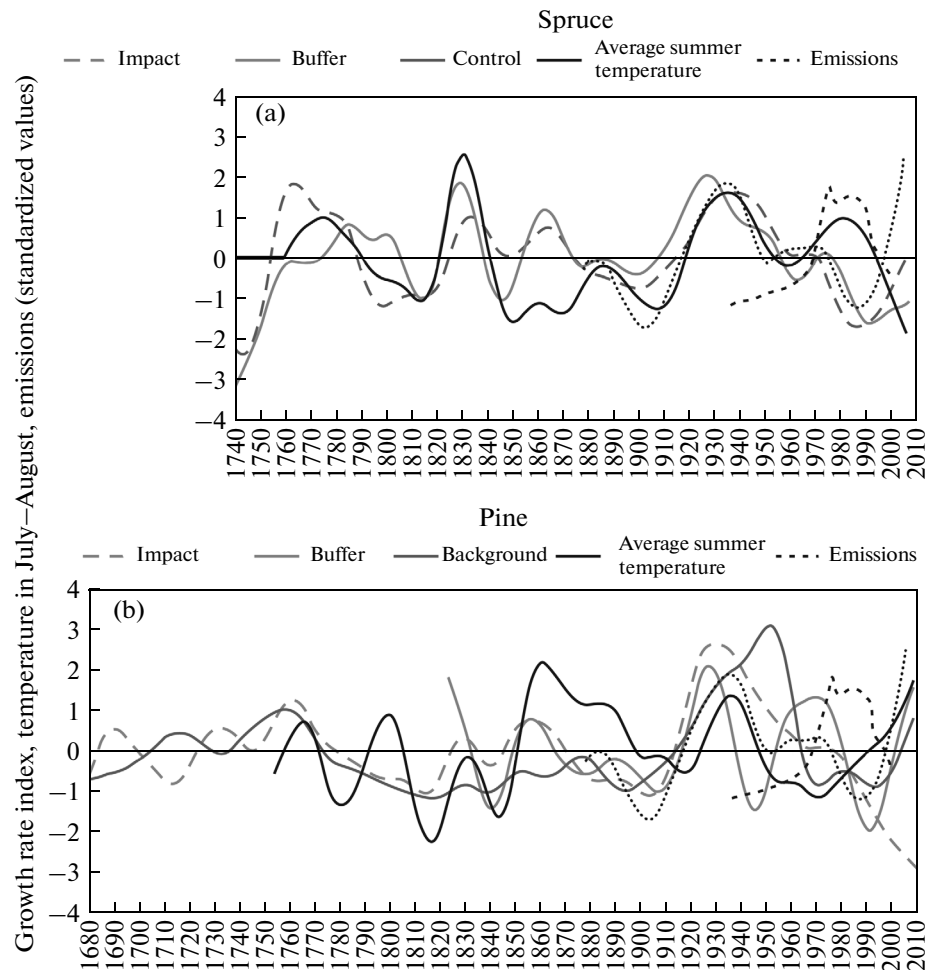 Spruce
Impact Buffer Control Average summer temperature Emissions
(a)
4
3
2
1
0
−1
−2
−3
−4
1740 1750 1760 1770 1780 1790 1800 1810 1820 1830 1840 1850 1860 1870 1880 1890 1900 1910 1920 1930 1940 1950 1960 1970 1980 1990 2000 2010
Growth rate index, temperature in July–August, emissions (standardized values)
Pine
Impact Buffer Background Average summer temperature Emissions
(b)
4
3
2
1
0
−1
−2
−3
−4
1680 1690 1700 1710 1720 1730 1740 1750 1760 1770 1780 1790 1800 1810 1820 1830 1840 1850 1860 1870 1880 1890 1900 1910 1920 1930 1940 1950 1960 1970 1980 1990 2000 2010